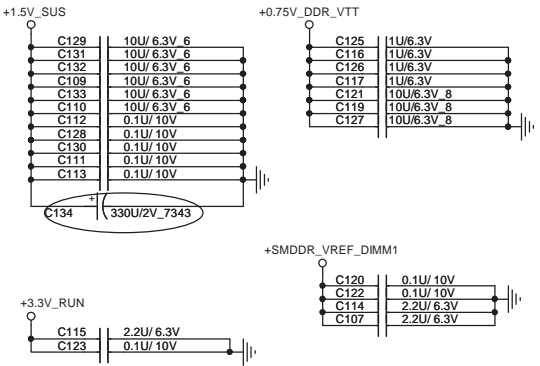 +1.5V_SUS
C129 10U/ 6.3V_6
C131 10U/ 6.3V_6
C132 10U/ 6.3V_6
C109 10U/ 6.3V_6
C133 10U/ 6.3V_6
C110 10U/ 6.3V_6
C112 0.1U/ 10V
C128 0.1U/ 10V
C130 0.1U/ 10V
C111 0.1U/ 10V
C113 0.1U/ 10V
+
C134 330U/2V_7343
+0.75V_DDR_VTT
C125 1U/6.3V
C116 1U/6.3V
C126 1U/6.3V
C117 1U/6.3V
C121 10U/6.3V_8
C119 10U/6.3V_8
C127 10U/6.3V_8
+SMDDR_VREF_DIMM1
C120 0.1U/ 10V
C122 0.1U/ 10V
C114 2.2U/ 6.3V
C107 2.2U/ 6.3V
+3.3V_RUN
C115 2.2U/ 6.3V
C123 0.1U/ 10V